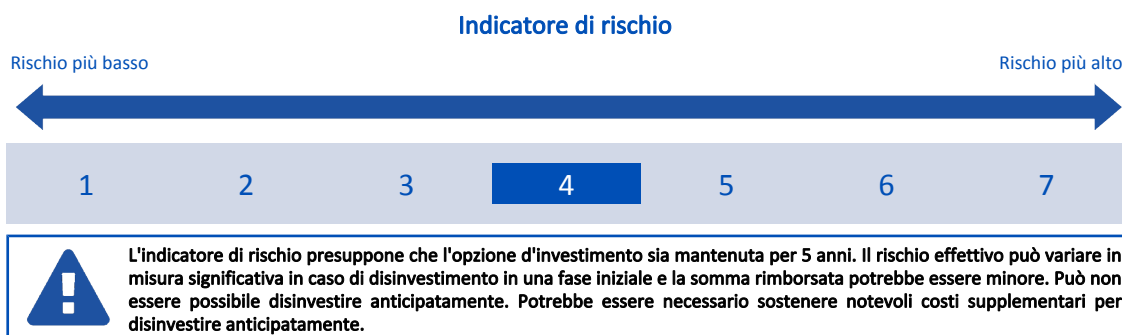 Indicatore di rischio
Rischio più basso
Rischio più alto
1 2 3 4 5 6 7
L'indicatore di rischio presuppone che l'opzione d'investimento sia mantenuta per 5 anni. Il rischio effettivo può variare in
misura significativa in caso di disinvestimento in una fase iniziale e la somma rimborsata potrebbe essere minore. Può non
essere possibile disinvestire anticipatamente. Potrebbe essere necessario sostenere notevoli costi supplementari per
disinvestire anticipatamente.